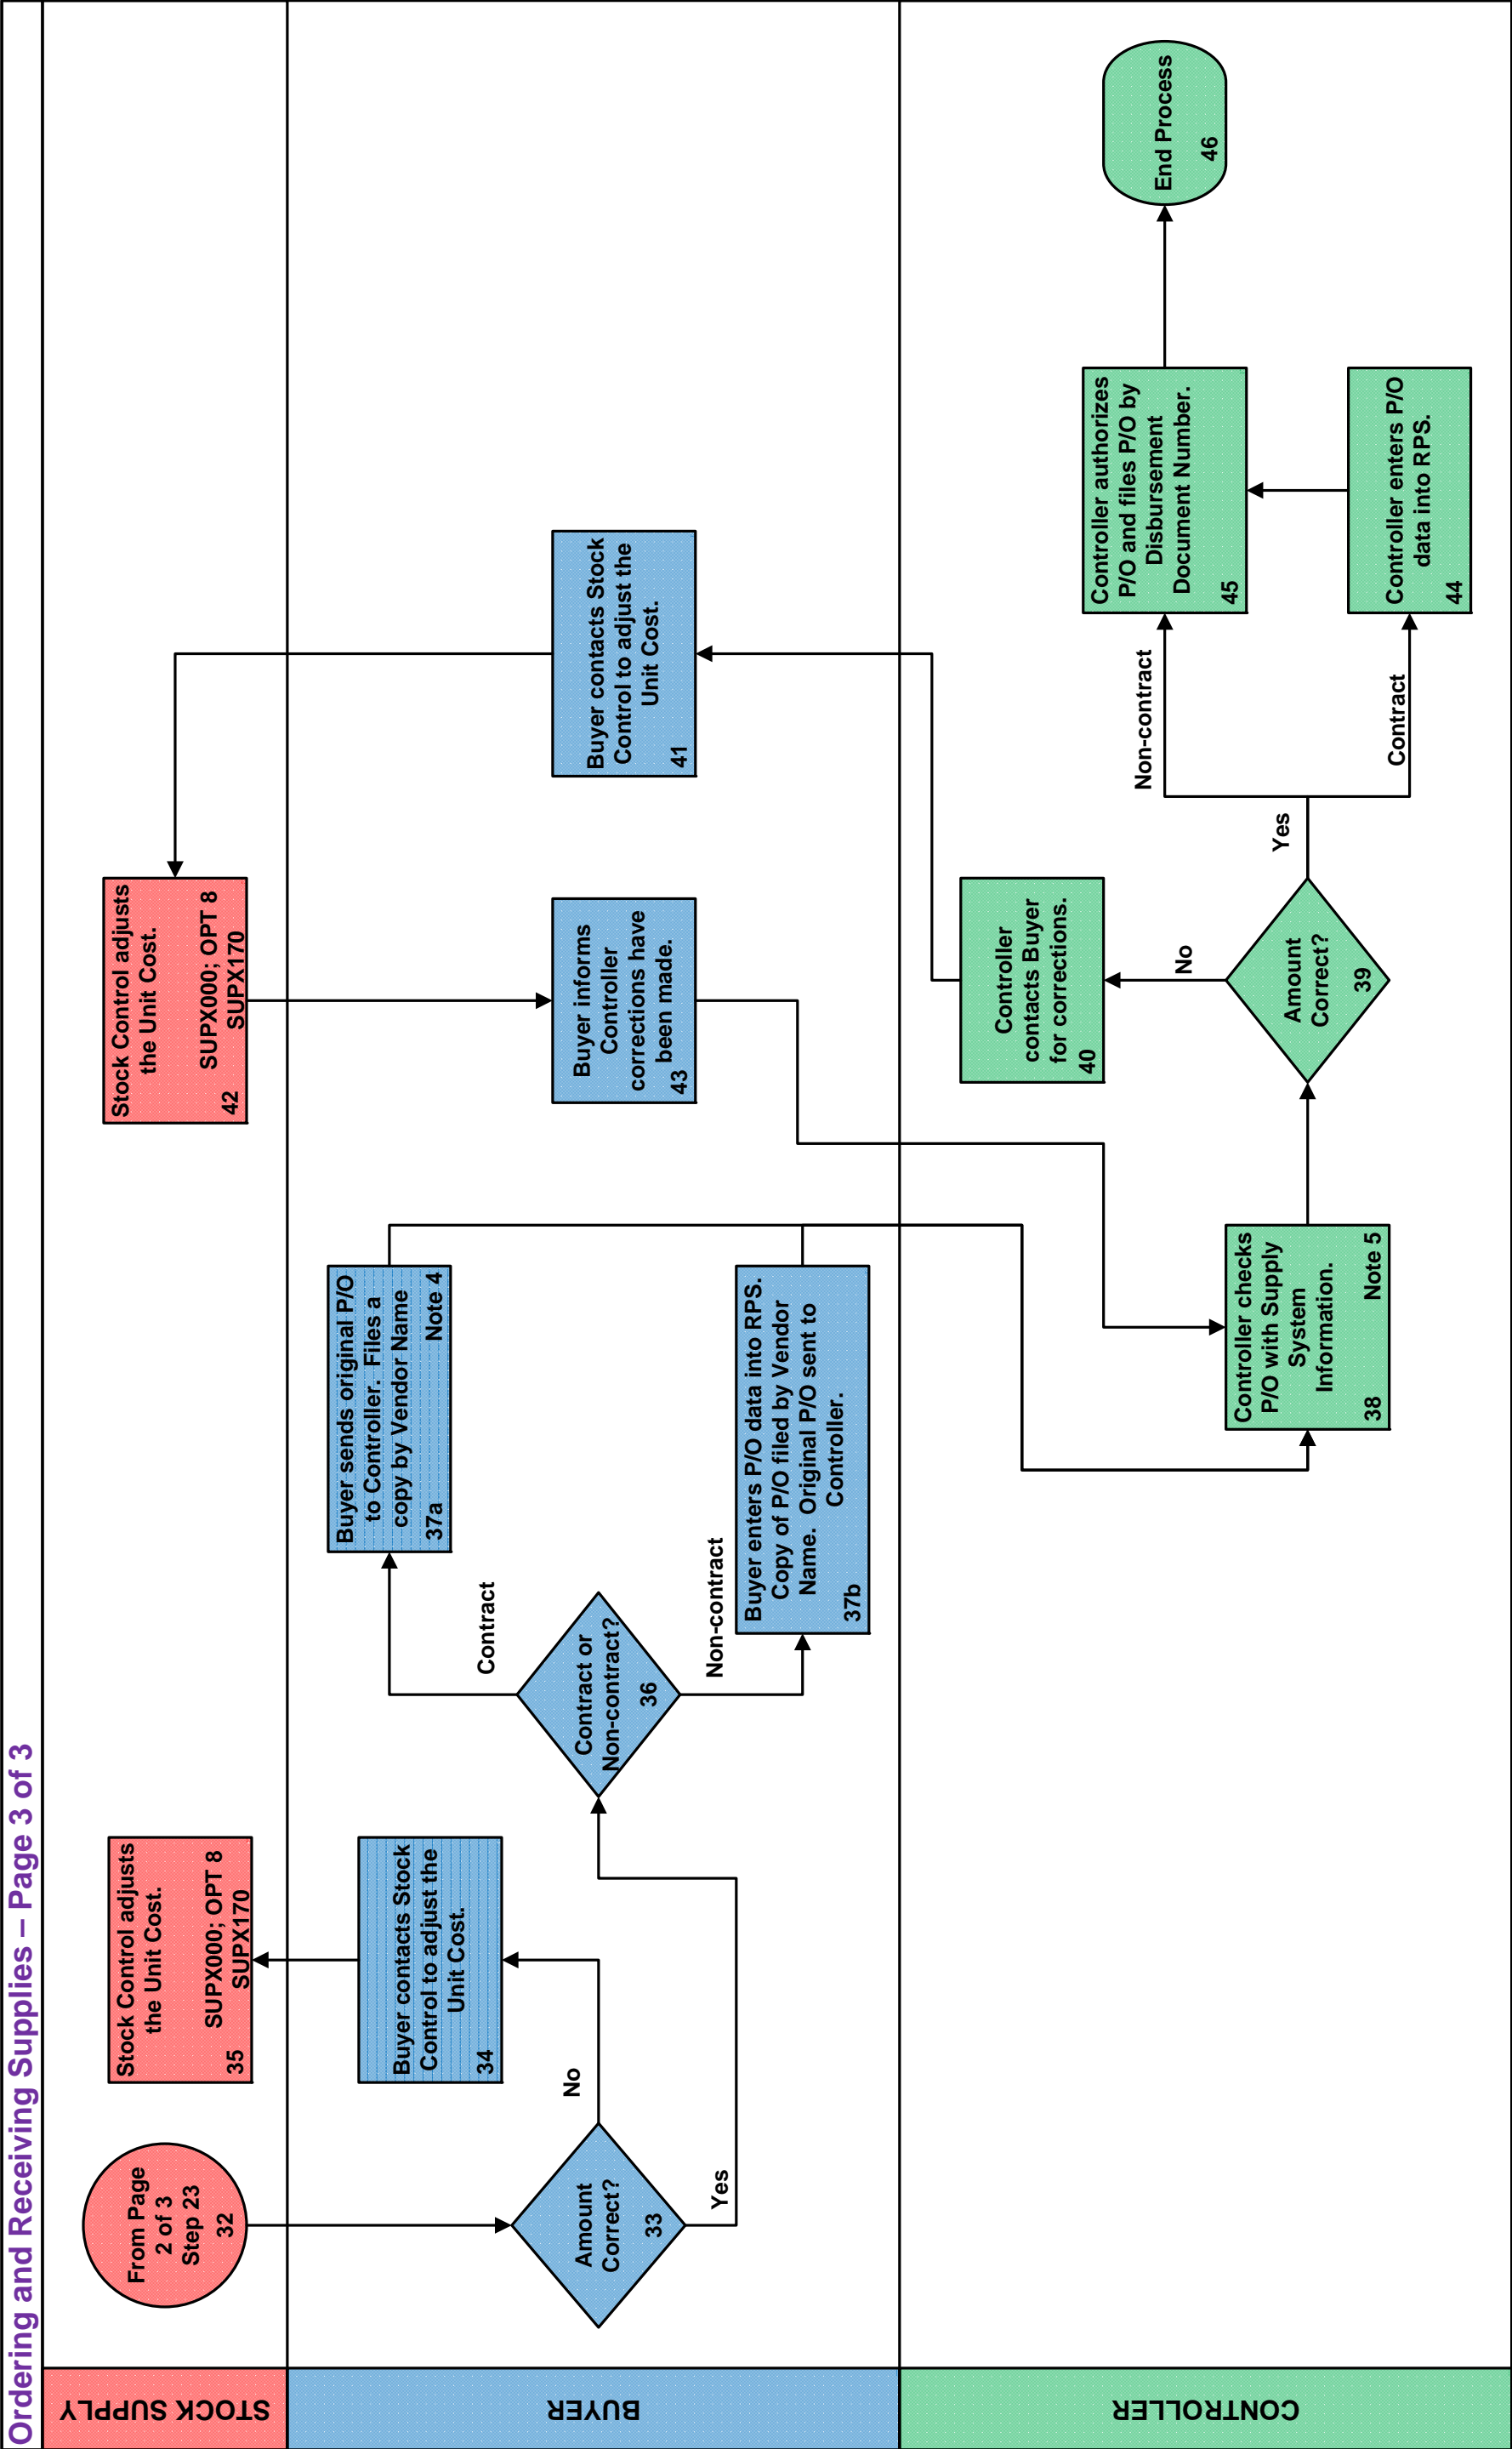 Ordering and Receiving Supplies – Page 3 of 3
STOCK SUPPLY
From Page
2 of 3
Step 23
32
Stock Control adjusts
the Unit Cost.
SUPX000; OPT 8
35
SUPX170
Stock Control adjusts
the Unit Cost.
SUPX000; OPT 8
42
SUPX170
BUYER
Amount
Correct?
33
No
Yes
Buyer contacts Stock
Control to adjust the
Unit Cost.
34
Contract or
Non-contract?
36
Contract
Non-contract
Buyer sends original P/O
to Controller. Files a
copy by Vendor Name
37a Note 4
Buyer enters P/O data into RPS.
Copy of P/O filed by Vendor
Name. Original P/O sent to
Controller.
37b
Buyer informs
Controller
corrections have
been made.
43
Buyer contacts Stock
Control to adjust the
Unit Cost.
41
CONTROLLER
Controller checks
P/O with Supply
System
Information.
38 Note 5
Amount
Correct?
39
No
Yes
Controller
contacts Buyer
for corrections.
40
Non-contract
Contract
Controller authorizes
P/O and files P/O by
Disbursement
Document Number.
45
Controller enters P/O
data into RPS.
44
End Process
46